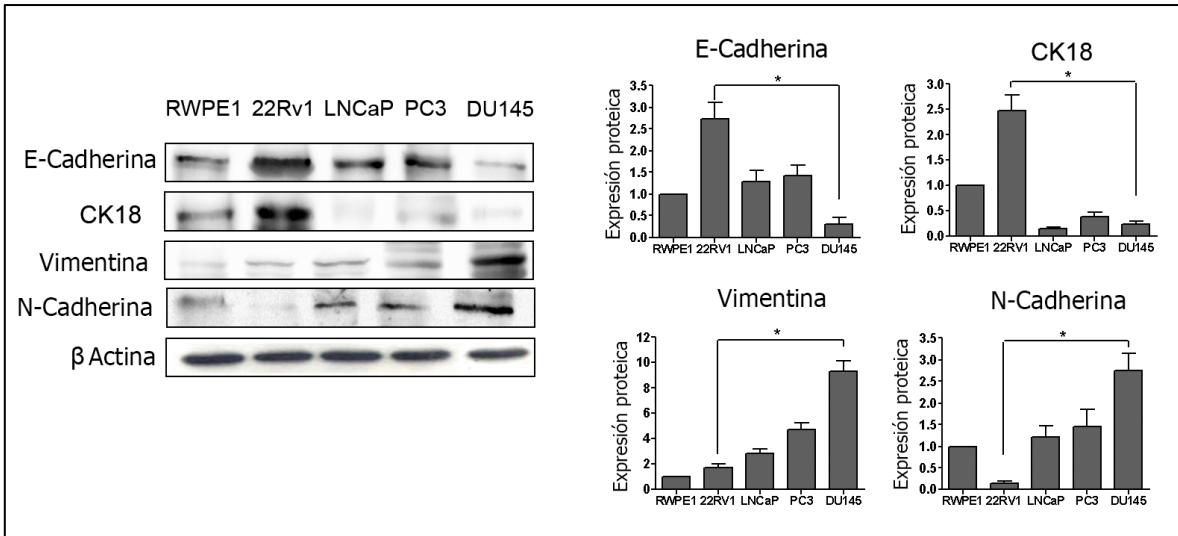 RWPE1 22Rv1 LNCaP PC3 DU145
E-Cadherina
CK18
Vimentina
N-Cadherina
β Actina
E-Cadherina
*
Expresión proteica
3.5
3.0
2.5
2.0
1.5
1.0
0.5
0.0
RWPE1 22RV1 LNCaP PC3 DU145
CK18
*
Expresión proteica
3.0
2.5
2.0
1.5
1.0
0.5
0.0
RWPE1 22RV1 LNCaP PC3 DU145
Vimentina
*
Expresión proteica
12
10
8
6
4
2
0
RWPE1 22RV1 LNCaP PC3 DU145
N-Cadherina
*
Expresión proteica
3.5
3.0
2.5
2.0
1.5
1.0
0.5
0.0
RWPE1 22RV1 LNCaP PC3 DU145